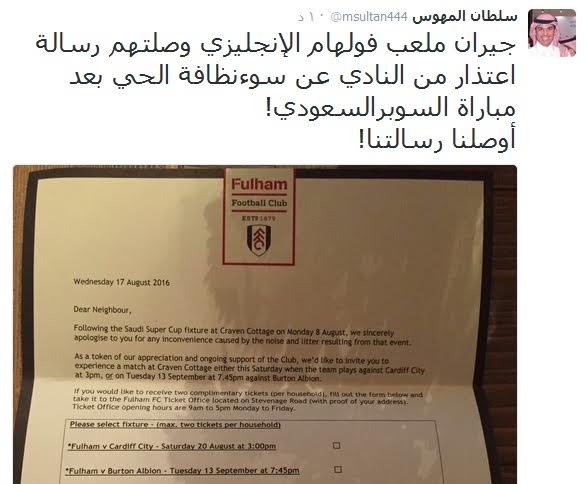 سلطان المهوس @msultan444 ١٠ د
جيران ملعب فولهام الإنجليزي وصلتهم رسالة
اعتذار من النادي عن سوءنظافة الحي بعد
مباراة السوبرالسعودي!
أوصلنا رسالتنا!
Fulham
Football Club
ESTD 1879
Wednesday 17 August 2016
Dear Neighbour,
Following the Saudi Super Cup fixture at Craven Cottage on Monday 8 August, we sincerely
apologise to you for any inconvenience caused by the noise and litter resulting from that event.
As a token of our appreciation and ongoing support of the Club, we'd like to invite you to
experience a match at Craven Cottage either this Saturday when the team plays against Cardiff City
at 3pm, or on Tuesday 13 September at 7.45pm against Burton Albion.
If you would like to receive two complimentary tickets (per household), fill out the form below and
take it to the Fulham FC Ticket Office located on Stevenage Road (with proof of your address).
Ticket Office opening hours are 9am to 5pm Monday to Friday.
Please select fixture - (max. two tickets per household)
*Fulham v Cardiff City - Saturday 20 August at 3:00pm
*Fulham v Burton Albion - Tuesday 13 September at 7:45pm